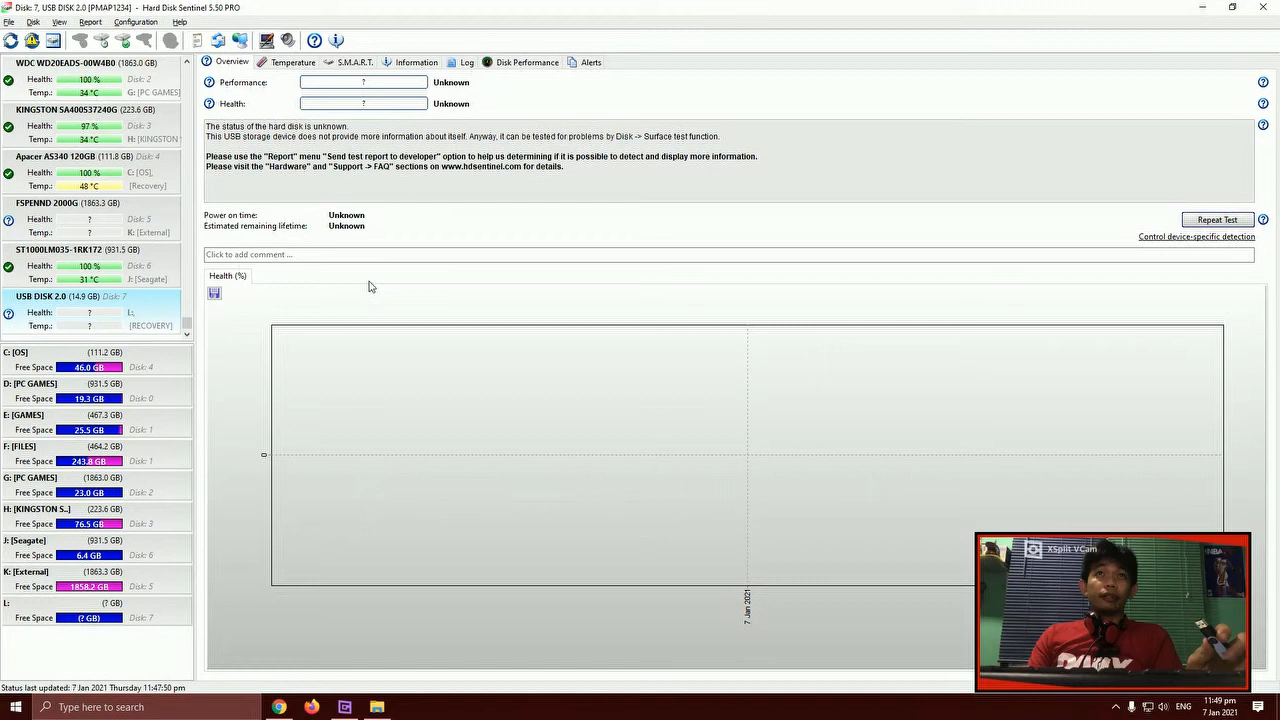 Disk: 7, USB DISK 2.0 [PMAP1234] - Hard Disk Sentinel 5.50 PRO
File Disk View Report Configuration Help
WDC WD20EADS-00W4B0 (1863.0 GB)
Health: 100 % Disk: 2
Temp.: 34 °C G: [PC GAMES]
KINGSTON SA400S37240G (223.6 GB)
Health: 97 % Disk: 3
Temp.: 34 °C H: [KINGSTON
Apacer AS340 120GB (111.8 GB) Disk: 4
Health: 100 % C: [OS],
Temp.: 48 °C [Recovery]
FSPENND 2000G (1863.3 GB)
Health: ? Disk: 5
Temp.: ? K: [External]
ST1000LM035-1RK172 (931.5 GB)
Health: 100 % Disk: 6
Temp.: 31 °C J: [Seagate]
USB DISK 2.0 (14.9 GB) Disk: 7
Health: ? L:,
Temp.: ? [RECOVERY]
C: [OS] (111.2 GB)
Free Space 46.0 GB Disk: 4
D: [PC GAMES] (931.5 GB)
Free Space 19.3 GB Disk: 0
E: [GAMES] (467.3 GB)
Free Space 25.5 GB Disk: 1
F: [FILES] (464.2 GB)
Free Space 243.8 GB Disk: 1
G: [PC GAMES] (1863.0 GB)
Free Space 23.0 GB Disk: 2
H: [KINGSTON S..] (223.6 GB)
Free Space 76.5 GB Disk: 3
J: [Seagate] (931.5 GB)
Free Space 6.4 GB Disk: 6
K: [External] (1863.3 GB)
Free Space 1858.2 GB Disk: 5
L: (? GB)
Free Space (? GB) Disk: 7
Overview Temperature S.M.A.R.T. Information Log Disk Performance Alerts
Performance: ? Unknown
Health: ? Unknown
The status of the hard disk is unknown.
This USB storage device does not provide more information about itself. Anyway, it can be tested for problems by Disk -> Surface test function.
Please use the "Report" menu "Send test report to developer" option to help us determining if it is possible to detect and display more information.
Please visit the "Hardware" and "Support -> FAQ" sections on www.hdsentinel.com for details.
Power on time: Unknown
Estimated remaining lifetime: Unknown
Repeat Test
Control device-specific detection
Click to add comment ...
Health (%)
0
7 Jan 2021
XSplit VCam
NBA
Status last updated: 7 Jan 2021 Thursday 11:47:50 pm
Type here to search
ENG
11:49 pm
7 Jan 2021